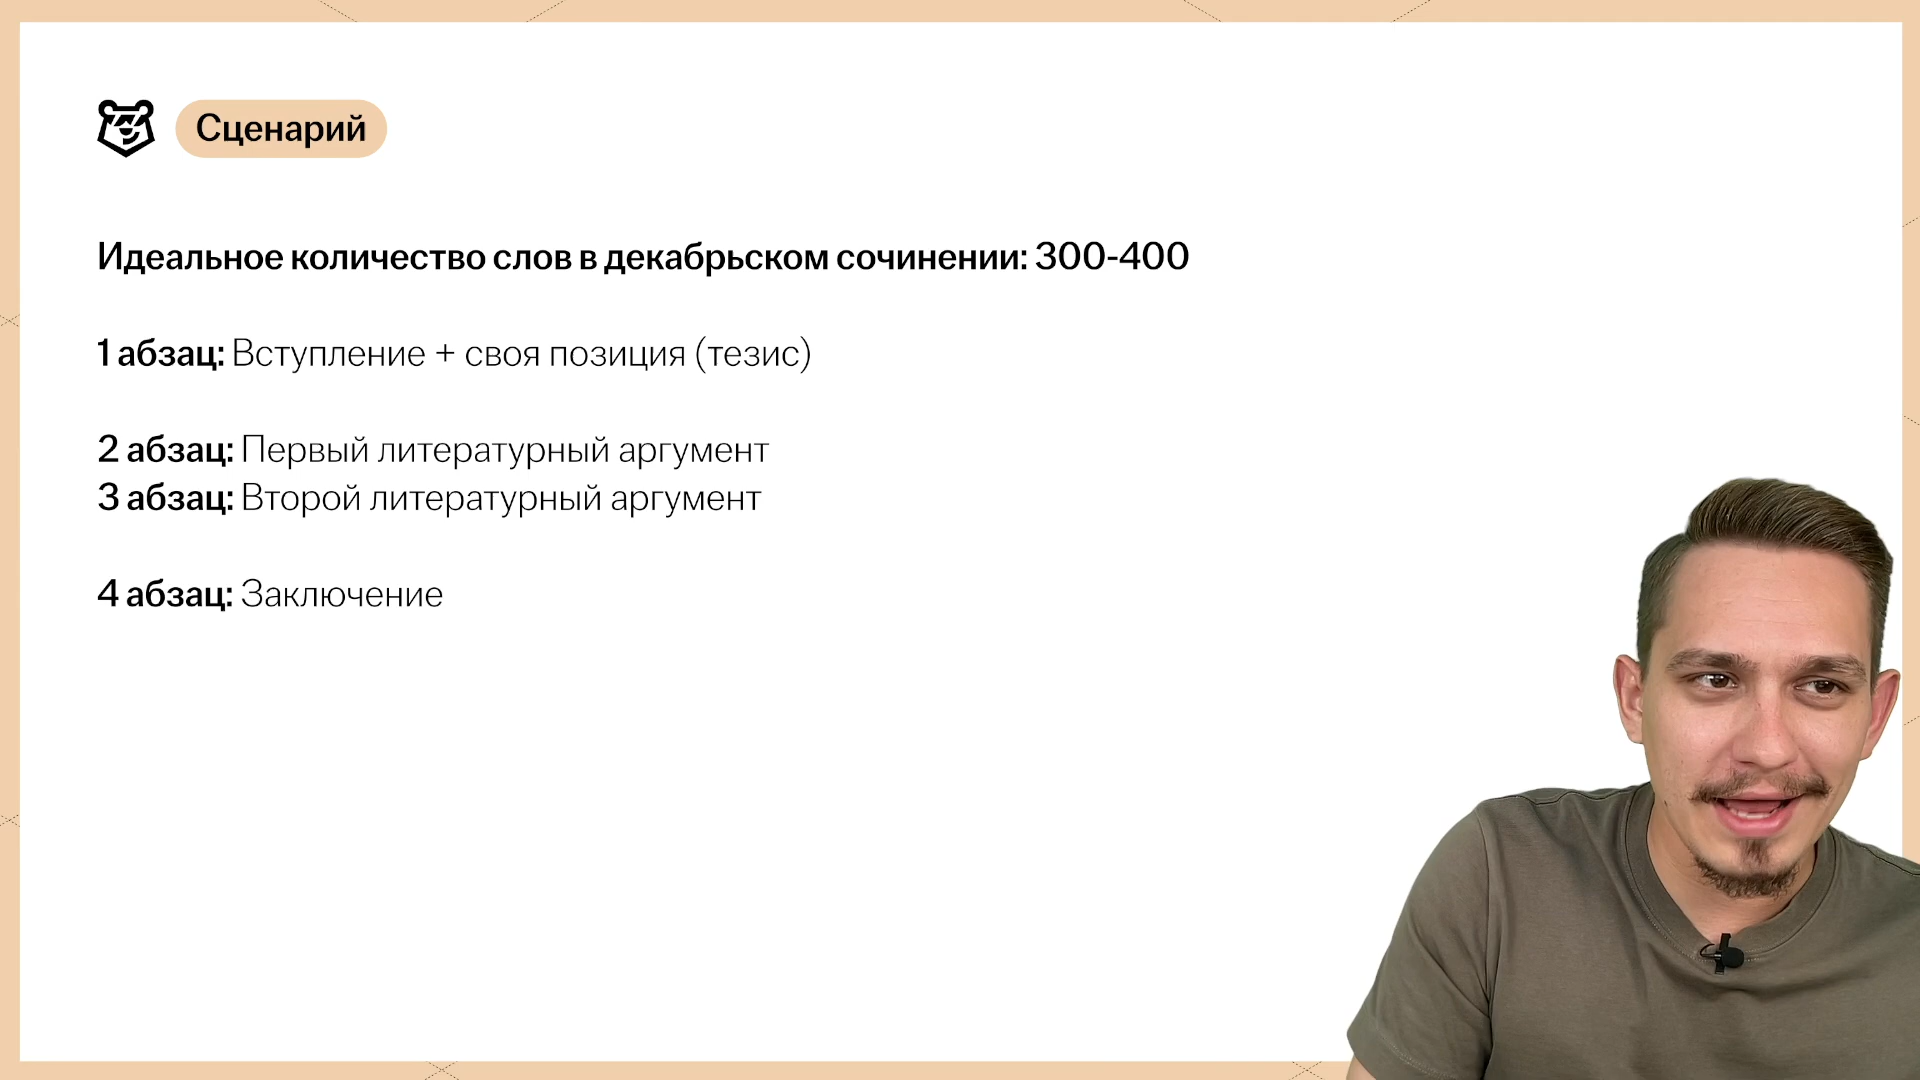 Сценарий
Идеальное количество слов в декабрьском сочинении: 300-400
1 абзац: Вступление + своя позиция (тезис)
2 абзац: Первый литературный аргумент
3 абзац: Второй литературный аргумент
4 абзац: Заключение